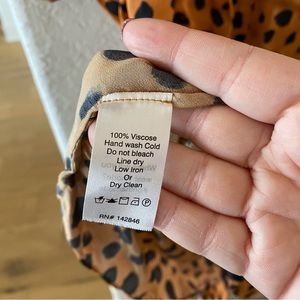 100% Viscose
Hand wash Cold
Do not bleach
Line dry
Low Iron
Or
Dry Clean
RN# 142846